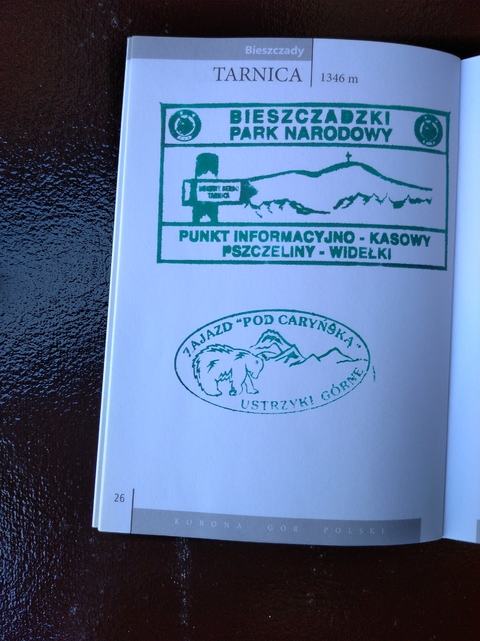 Bieszczady
TARNICA 1346 m
BIESZCZADZKI
PARK NARODOWY
TARNICA
PUNKT INFORMACYJNO - KASOWY
PSZCZELINY - WIDEŁKI
ZAJAZD "POD CARYŃSKĄ"
USTRZYKI GÓRNE
26
KORONA GÓR POLSKI